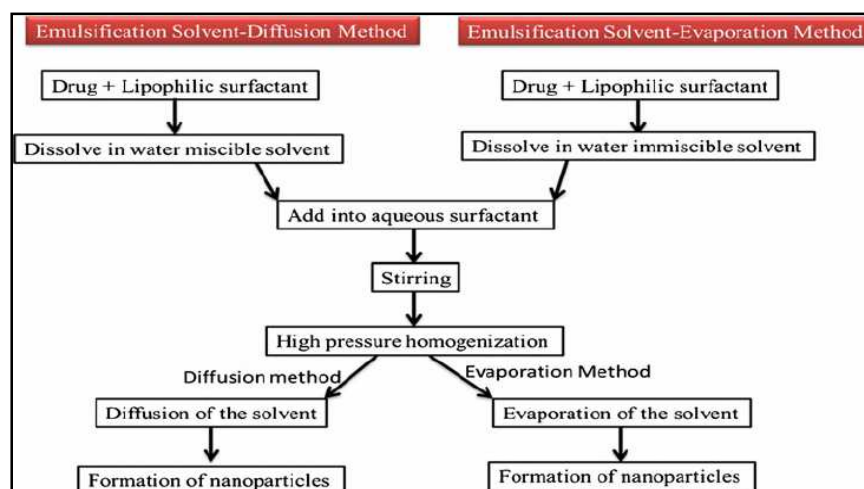 Emulsification Solvent-Diffusion Method
Emulsification Solvent-Evaporation Method
Drug + Lipophilic surfactant
Drug + Lipophilic surfactant
Dissolve in water miscible solvent
Dissolve in water immiscible solvent
Add into aqueous surfactant
Stirring
High pressure homogenization
Diffusion method
Evaporation Method
Diffusion of the solvent
Evaporation of the solvent
Formation of nanoparticles
Formation of nanoparticles